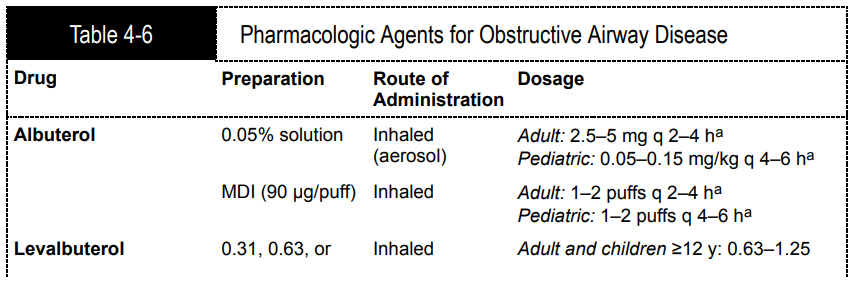 Table 4-6 Pharmacologic Agents for Obstructive Airway Disease
Drug Preparation Route of Administration Dosage
Albuterol 0.05% solution Inhaled (aerosol) Adult: 2.5–5 mg q 2–4 hᵃ
Pediatric: 0.05–0.15 mg/kg q 4–6 hᵃ
MDI (90 μg/puff) Inhaled Adult: 1–2 puffs q 2–4 hᵃ
Pediatric: 1–2 puffs q 4–6 hᵃ
Levalbuterol 0.31, 0.63, or Inhaled Adult and children ≥12 y: 0.63–1.25